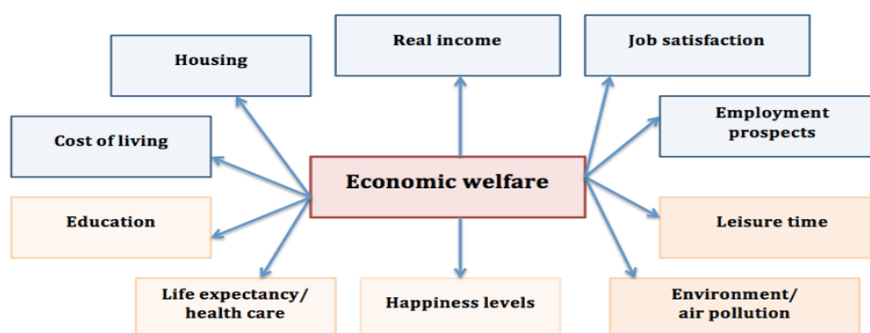 Real income
Job satisfaction
Housing
Employment
prospects
Cost of living
Economic welfare
Education
Leisure time
Life expectancy/
health care
Happiness levels
Environment/
air pollution